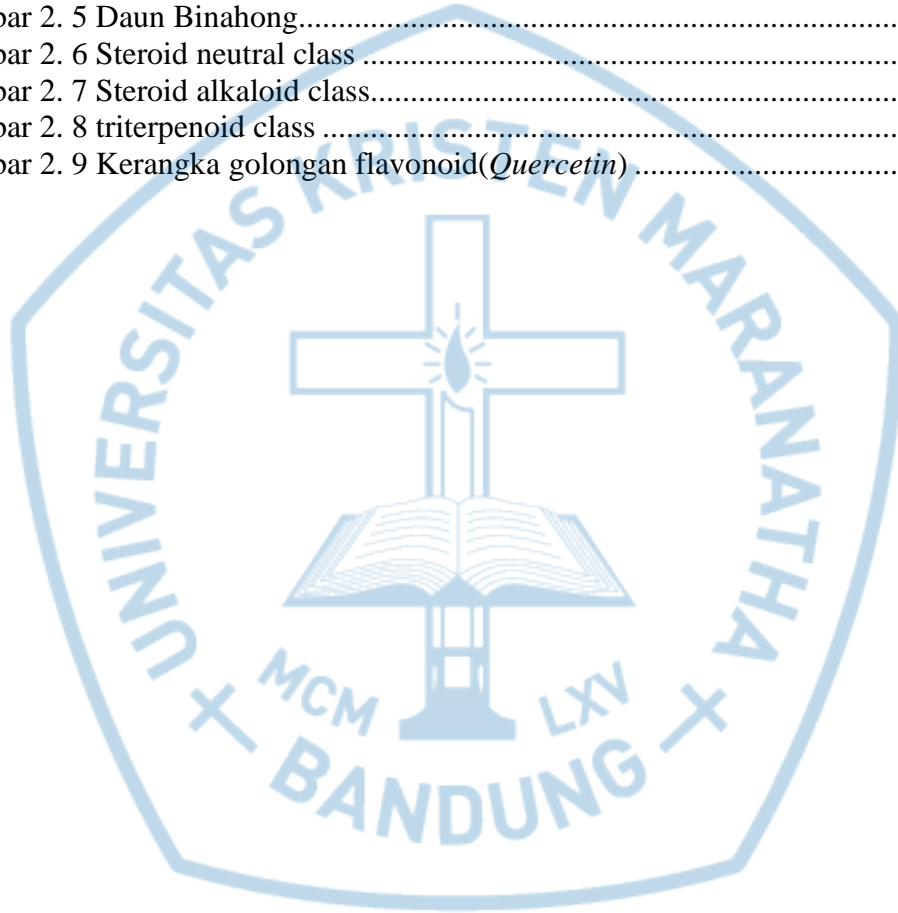 bar 2. 5 Daun Binahong..........................................................................
bar 2. 6 Steroid neutral class ..................................................................
bar 2. 7 Steroid alkaloid class.................................................................
bar 2. 8 triterpenoid class .......................................................................
bar 2. 9 Kerangka golongan flavonoid(Quercetin) .................................
UNIVERSITAS KRISTEN MARANATHA
MCM LXV
BANDUNG